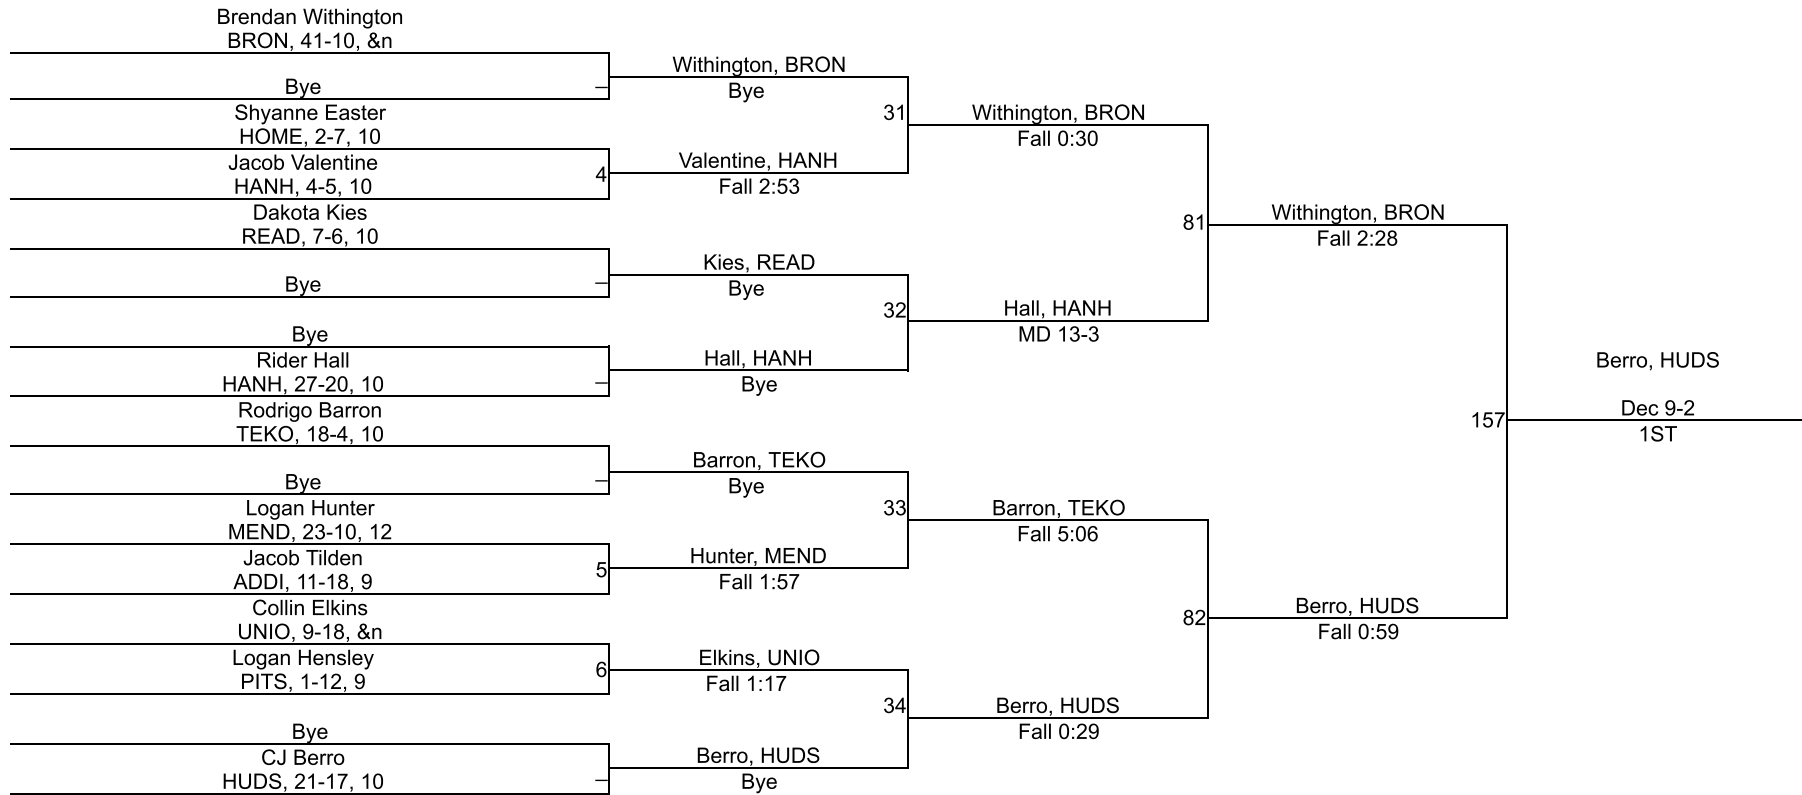 Brendan Withington
BRON, 41-10, &n
Bye
–
Shyanne Easter
HOME, 2-7, 10
Jacob Valentine
HANH, 4-5, 10
4
Dakota Kies
READ, 7-6, 10
Bye
–
Bye
Rider Hall
HANH, 27-20, 10
–
Rodrigo Barron
TEKO, 18-4, 10
Bye
–
Logan Hunter
MEND, 23-10, 12
Jacob Tilden
ADDI, 11-18, 9
5
Collin Elkins
UNIO, 9-18, &n
Logan Hensley
PITS, 1-12, 9
6
Bye
CJ Berro
HUDS, 21-17, 10
–
Withington, BRON
Bye
31
Valentine, HANH
Fall 2:53
Kies, READ
Bye
32
Hall, HANH
Bye
Barron, TEKO
Bye
33
Hunter, MEND
Fall 1:57
Elkins, UNIO
Fall 1:17
34
Berro, HUDS
Bye
Withington, BRON
Fall 0:30
81
Hall, HANH
MD 13-3
Barron, TEKO
Fall 5:06
82
Berro, HUDS
Fall 0:29
Withington, BRON
Fall 2:28
157
Berro, HUDS
Fall 0:59
Berro, HUDS
Dec 9-2
1ST